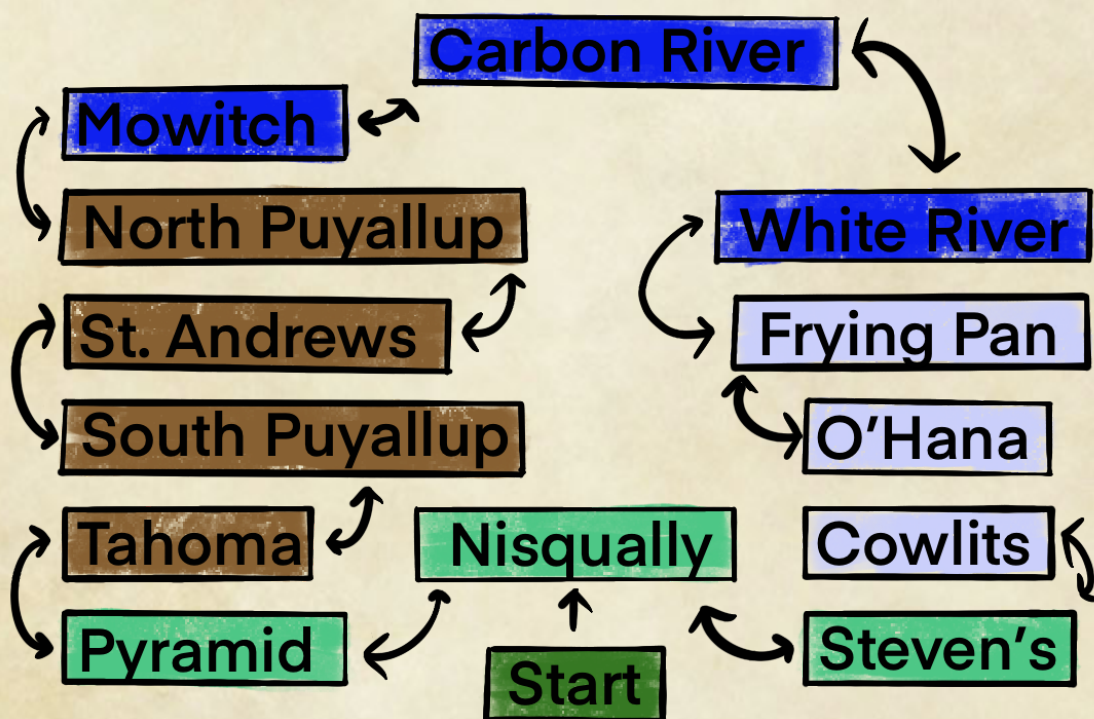 Carbon River
Mowitch
North Puyallup
White River
St. Andrews
Frying Pan
South Puyallup
O'Hana
Tahoma
Nisqually
Cowlits
Pyramid
Start
Steven's